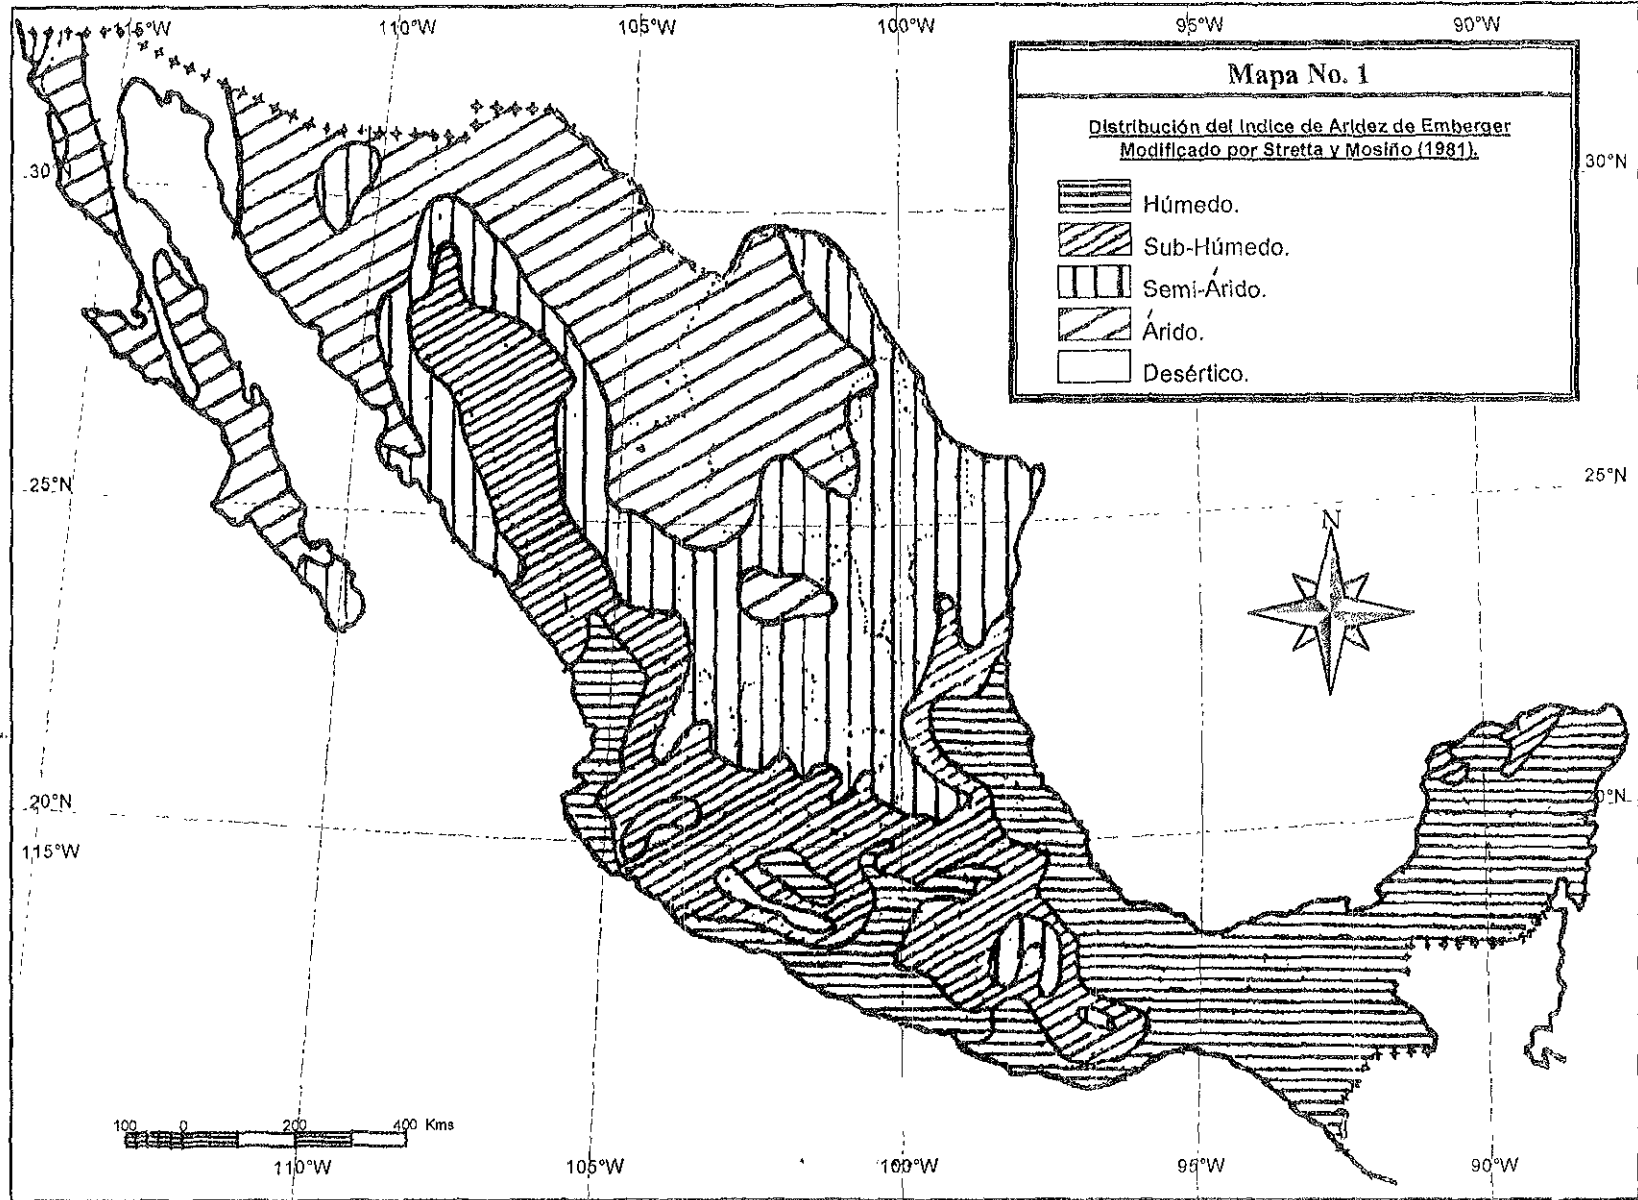 115°W 110°W 105°W 100°W 95°W 90°W
Mapa No. 1
Distribución del Indice de Aridez de Emberger
Modificado por Stretta y Mosiño (1981).
Húmedo.
Sub-Húmedo.
Semi-Árido.
Árido.
Desértico.
30°N 30°N
25°N 25°N
N
20°N 0°N
115°W
100 0 200 400 Kms
110°W 105°W 100°W 95°W 90°W